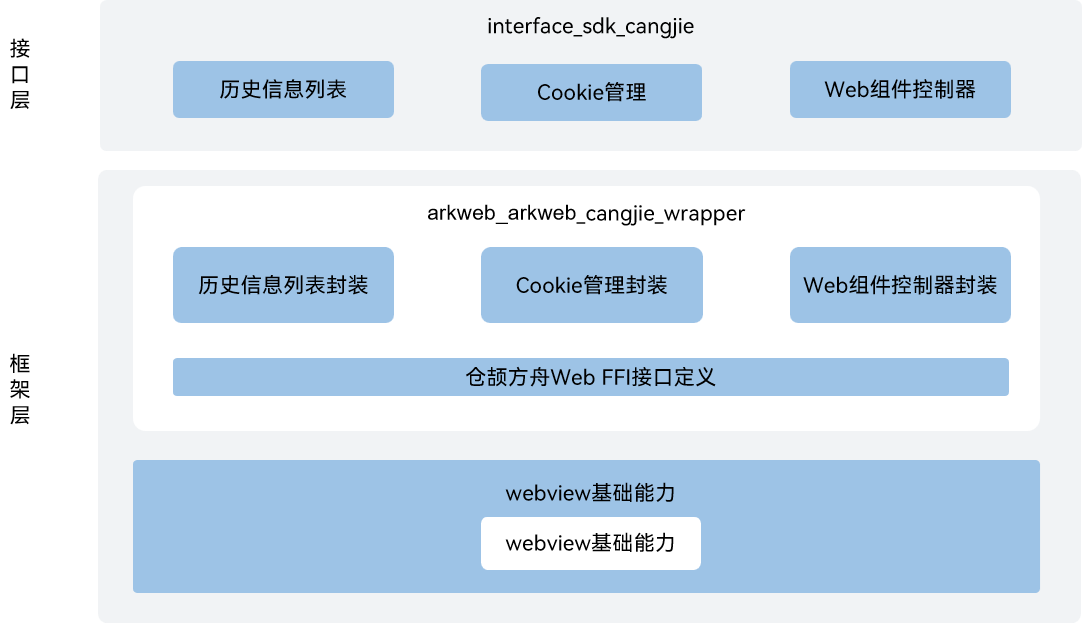 接口层
interface_sdk_cangjie
历史信息列表
Cookie管理
Web组件控制器
框架层
arkweb_arkweb_cangjie_wrapper
历史信息列表封装
Cookie管理封装
Web组件控制器封装
仓颉方舟Web FFI接口定义
webview基础能力
webview基础能力